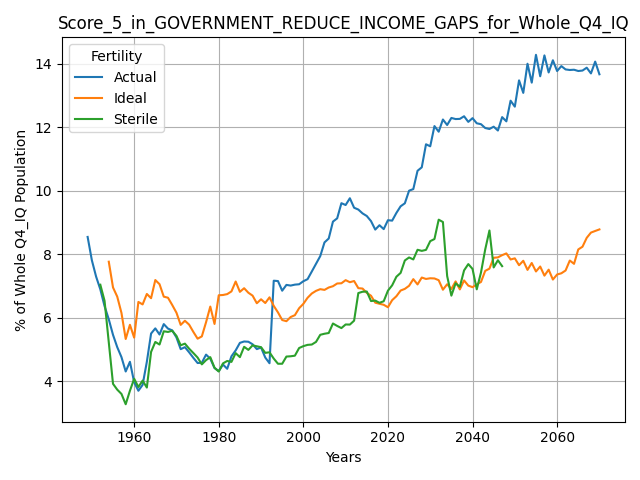 Score_5_in_GOVERNMENT_REDUCE_INCOME_GAPS_for_Whole_Q4_IQ
Fertility
Actual
Ideal
Sterile
% of Whole Q4_IQ Population
14
12
10
8
6
4
1960
1980
2000
2020
2040
2060
Years